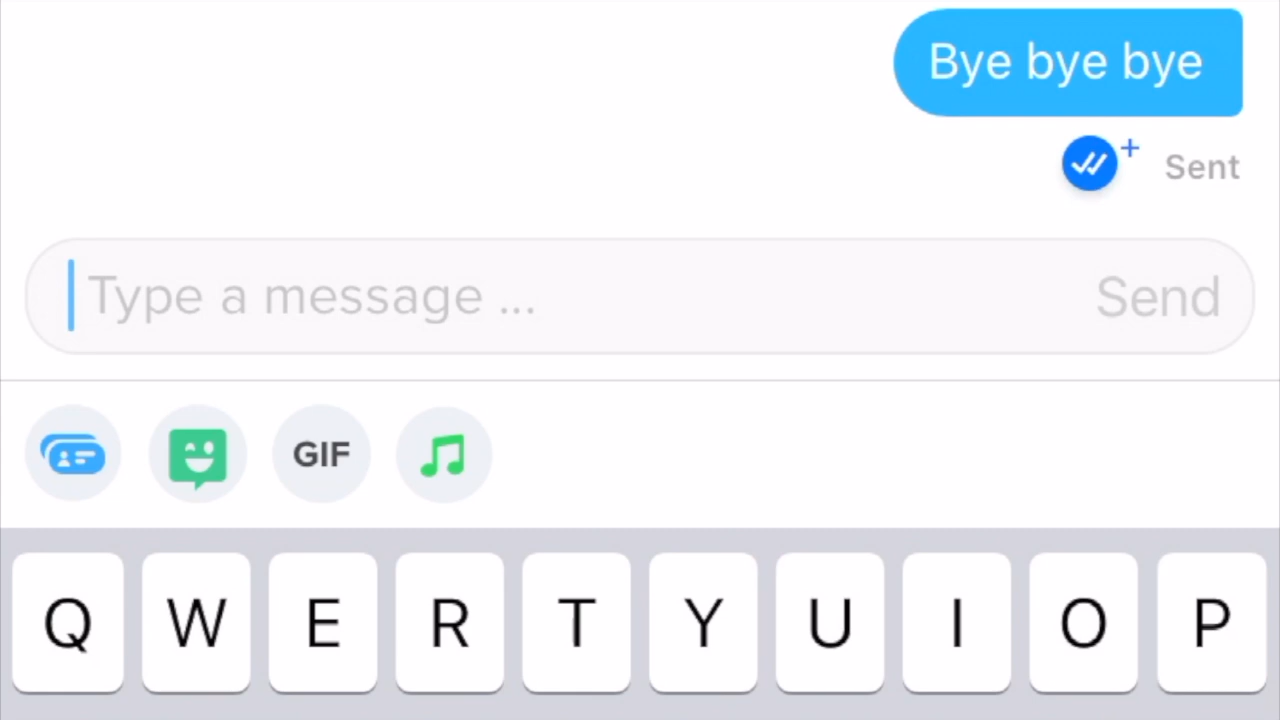 Bye bye bye
Sent
Type a message ...
Send
GIF
Q W E R T Y U I O P